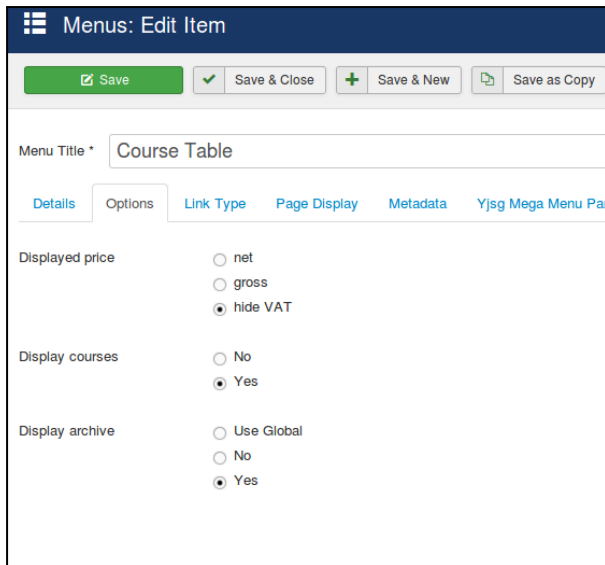 Menus: Edit Item
Save Save & Close Save & New Save as Copy
Menu Title * Course Table
Details Options Link Type Page Display Metadata Yjsg Mega Menu Par
Displayed price net
gross
hide VAT
Display courses No
Yes
Display archive Use Global
No
Yes